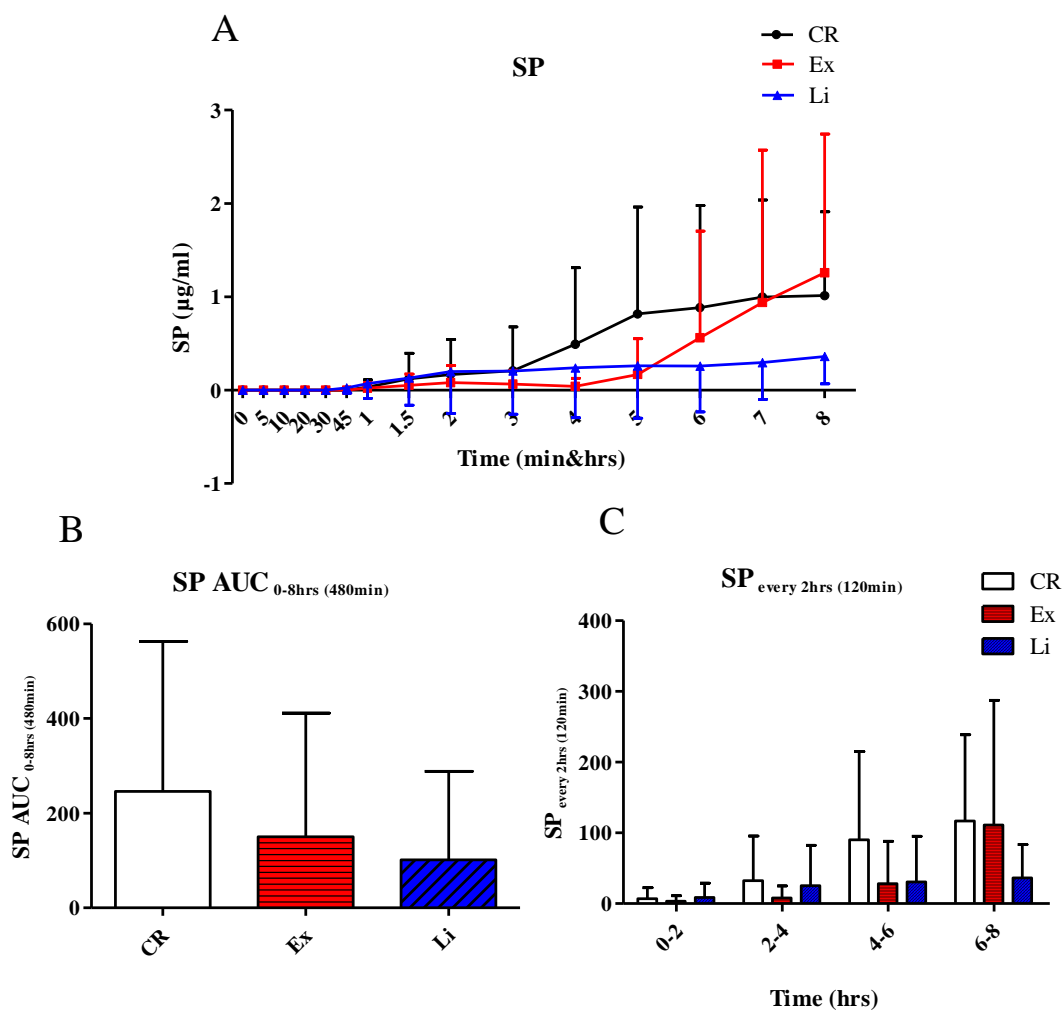 A
CR
Ex
Li
SP
3
2
1
0
-1
SP (µg/ml)
0
5
10
20
30
45
1
1.5
2
3
4
5
6
7
8
Time (min&hrs)
B
SP AUC 0-8hrs (480min)
600
400
200
0
SP AUC 0-8hrs (480min)
CR
Ex
Li
C
SP every 2hrs (120min)
CR
Ex
Li
400
300
200
100
0
SP every 2hrs (120min)
0-2
2-4
4-6
6-8
Time (hrs)